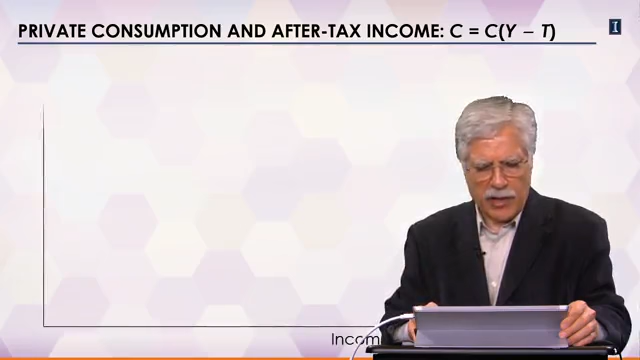 PRIVATE CONSUMPTION AND AFTER-TAX INCOME: C = C(Y – T)
I